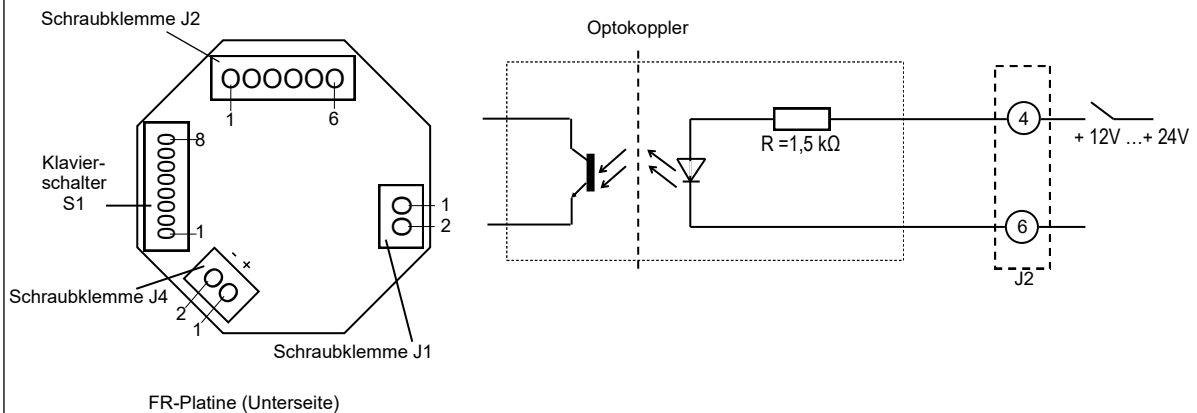 Schraubklemme J2
1
6
Klavier-
schalter
S1
8
1
1
2
- +
Schraubklemme J4
2
1
Schraubklemme J1
FR-Platine (Unterseite)
Optokoppler
R =1,5 kΩ
4
+ 12V …+ 24V
6
J2